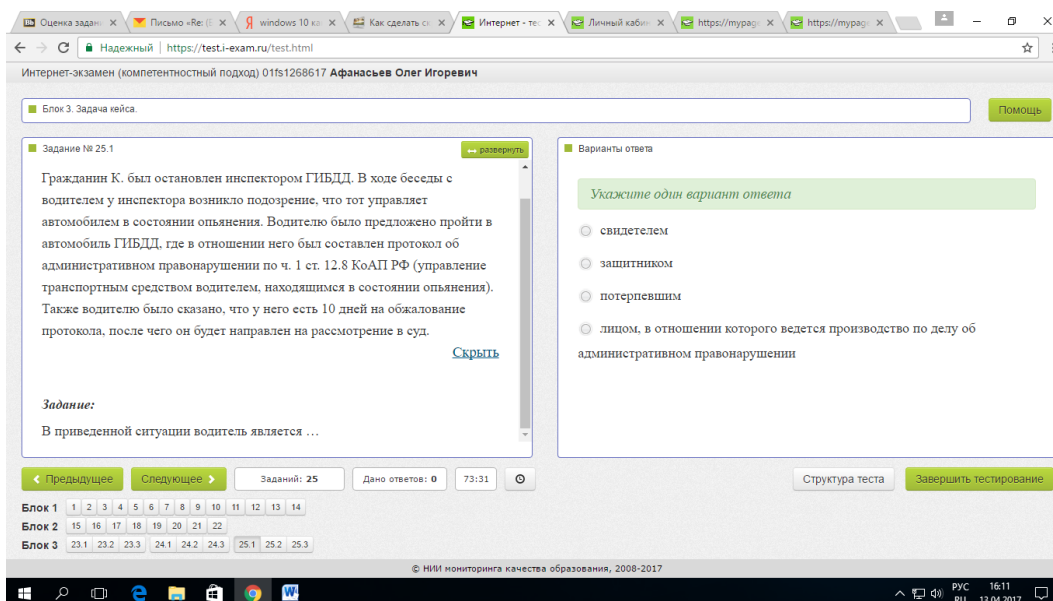 Оценка задан
Письмо «Re: (
windows 10 ка
Как сделать с
Интернет - тес
Личный кабин
https://mypage
https://mypage
Надежный | https://test.i-exam.ru/test.html
Интернет-экзамен (компетентностный подход) 01fs1268617 Афанасьев Олег Игоревич
Блок 3. Задача кейса.
Помощь
Задание № 25.1
развернуть
Гражданин К. был остановлен инспектором ГИБДД. В ходе беседы с
водителем у инспектора возникло подозрение, что тот управляет
автомобилем в состоянии опьянения. Водителю было предложено пройти в
автомобиль ГИБДД, где в отношении него был составлен протокол об
административном правонарушении по ч. 1 ст. 12.8 КоАП РФ (управление
транспортным средством водителем, находящимся в состоянии опьянения).
Также водителю было сказано, что у него есть 10 дней на обжалование
протокола, после чего он будет направлен на рассмотрение в суд.
Скрыть
Задание:
В приведенной ситуации водитель является …
Варианты ответа
Укажите один вариант ответа
свидетелем
защитником
потерпевшим
лицом, в отношении которого ведется производство по делу об
административном правонарушении
Предыдущее
Следующее
Заданий: 25
Дано ответов: 0
73:31
Структура теста
Завершить тестирование
Блок 1 1 2 3 4 5 6 7 8 9 10 11 12 13 14
Блок 2 15 16 17 18 19 20 21 22
Блок 3 23.1 23.2 23.3 24.1 24.2 24.3 25.1 25.2 25.3
© НИИ мониторинга качества образования, 2008-2017
РУС 16:11
RU 13.04.2017